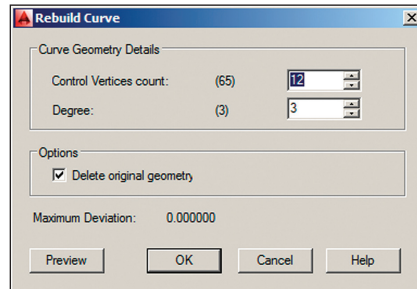 Rebuild Curve
Curve Geometry Details
Control Vertices count: (65) 12
Degree: (3) 3
Options
Delete original geometry
Maximum Deviation: 0.000000
Preview OK Cancel Help